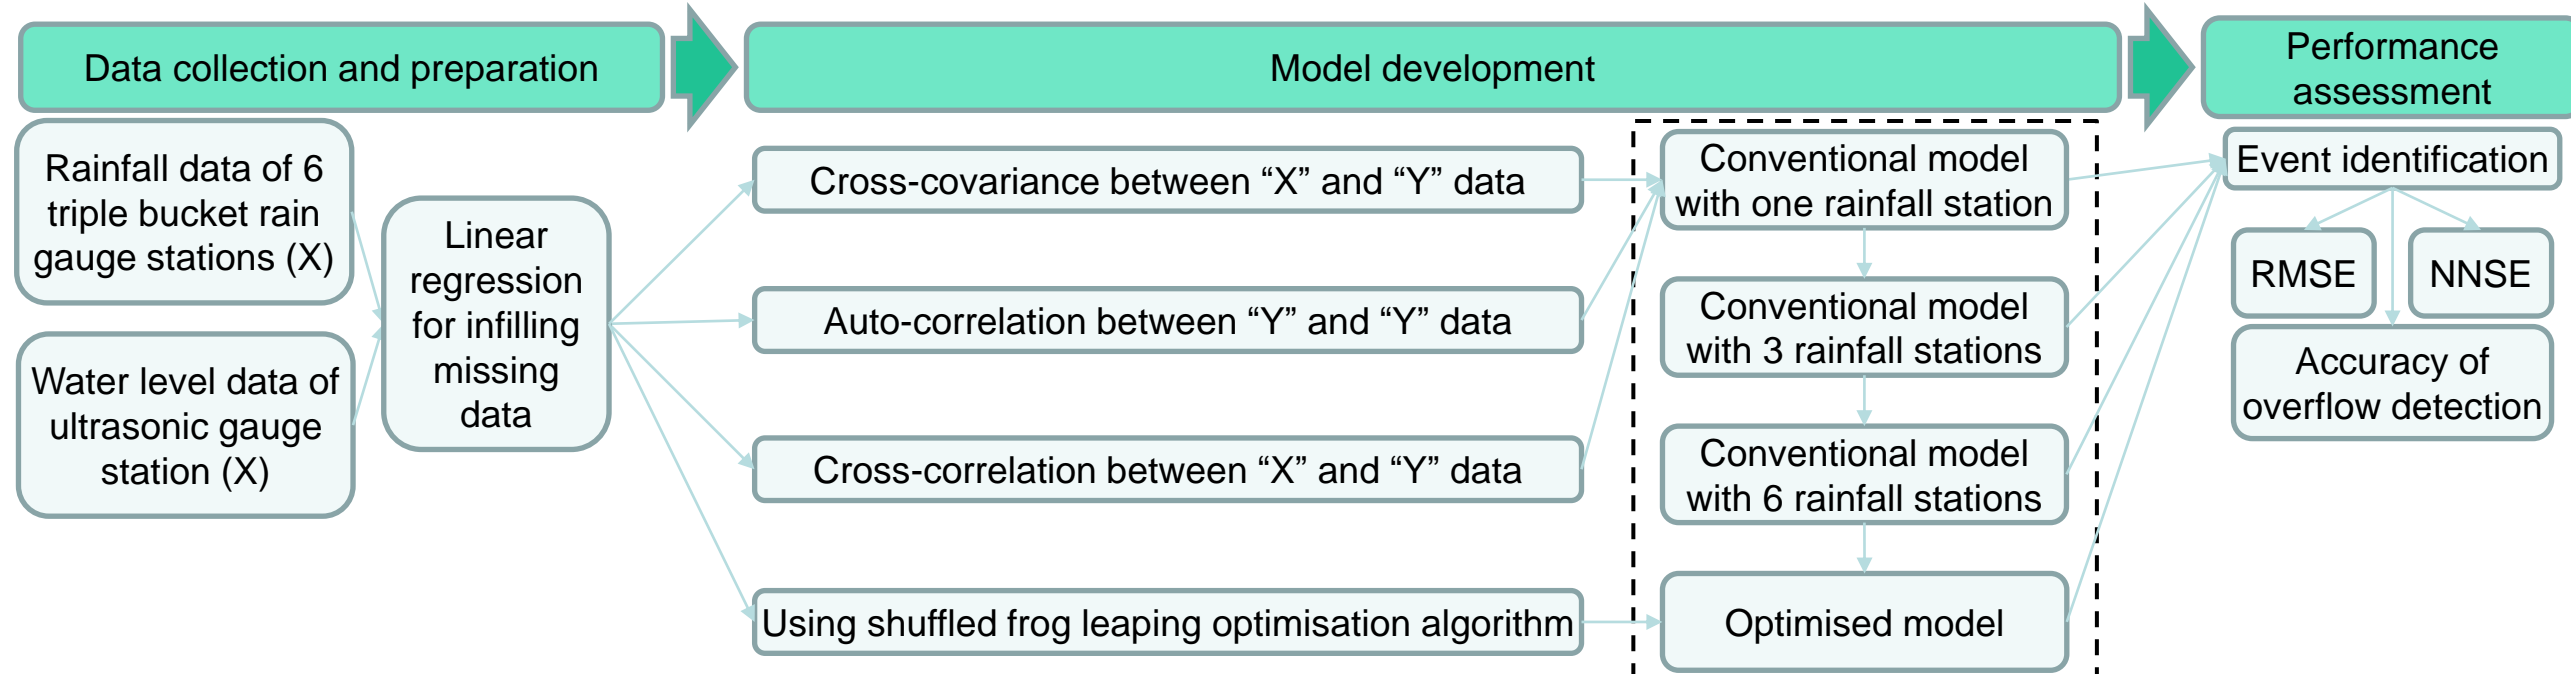 Data collection and preparation
Model development
Performance
assessment
Rainfall data of 6
triple bucket rain
gauge stations (X)
Water level data of
ultrasonic gauge
station (X)
Linear
regression
for infilling
missing
data
Cross-covariance between “X” and “Y” data
Auto-correlation between “Y” and “Y” data
Cross-correlation between “X” and “Y” data
Using shuffled frog leaping optimisation algorithm
Conventional model
with one rainfall station
Conventional model
with 3 rainfall stations
Conventional model
with 6 rainfall stations
Optimised model
Event identification
RMSE
NNSE
Accuracy of
overflow detection